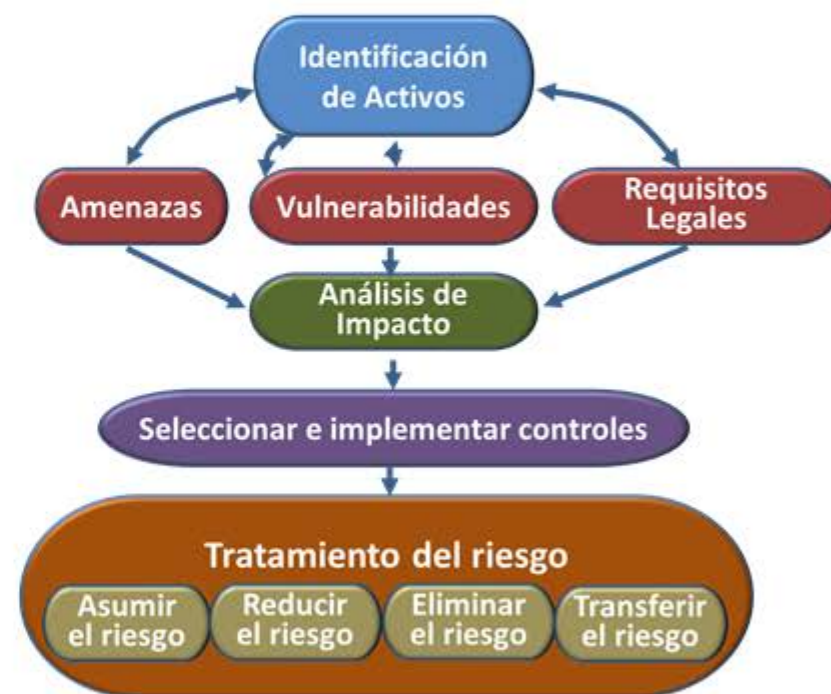 Identificación
de Activos
Amenazas
Vulnerabilidades
Requisitos
Legales
Análisis de
Impacto
Seleccionar e implementar controles
Tratamiento del riesgo
Asumir
el riesgo
Reducir
el riesgo
Eliminar
el riesgo
Transferir
el riesgo